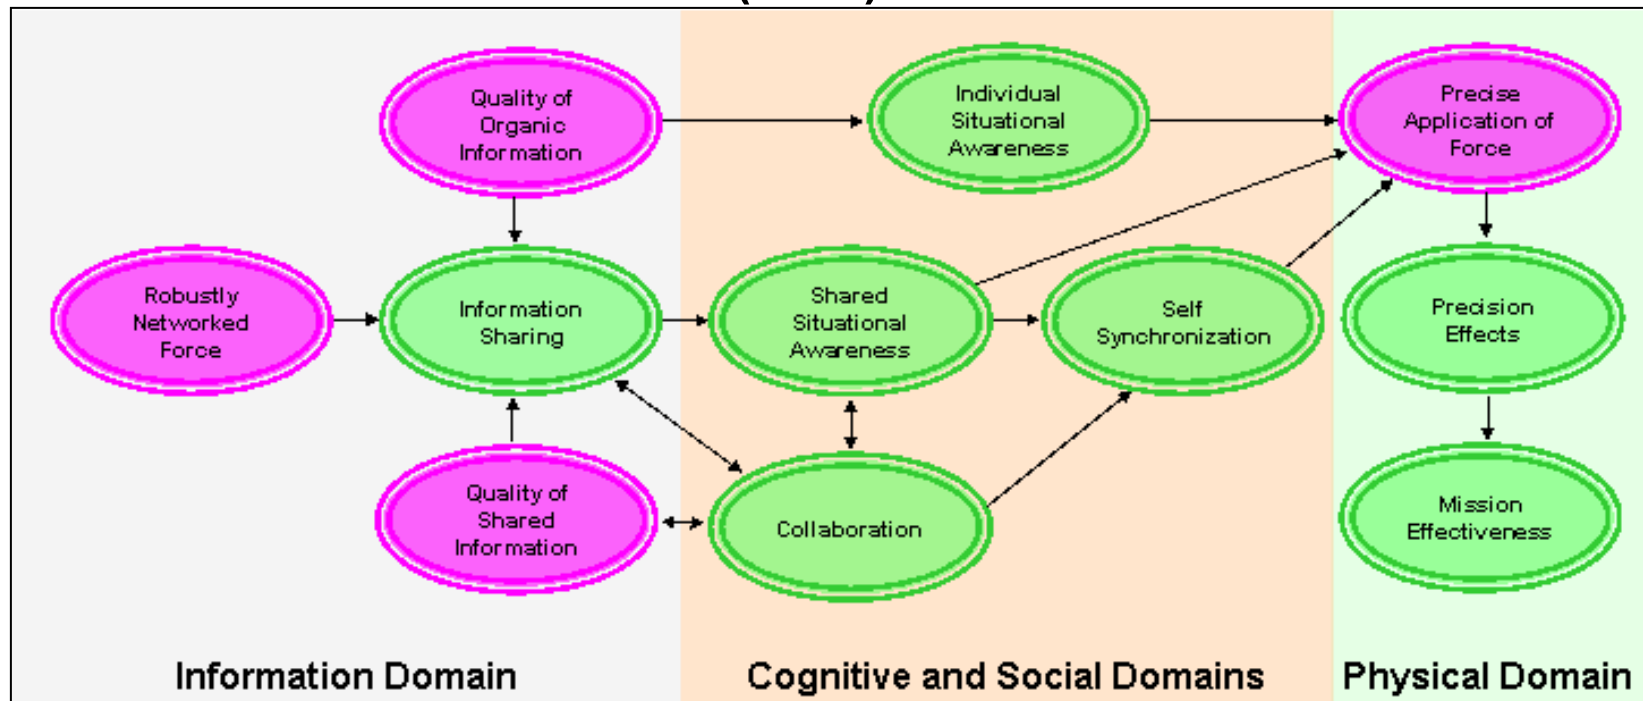 Quality of
Organic
Information
Individual
Situational
Awareness
Precise
Application of
Force
Robustly
Networked
Force
Information
Sharing
Shared
Situational
Awareness
Self
Synchronization
Precision
Effects
Quality of
Shared
Information
Collaboration
Mission
Effectiveness
Information Domain
Cognitive and Social Domains
Physical Domain